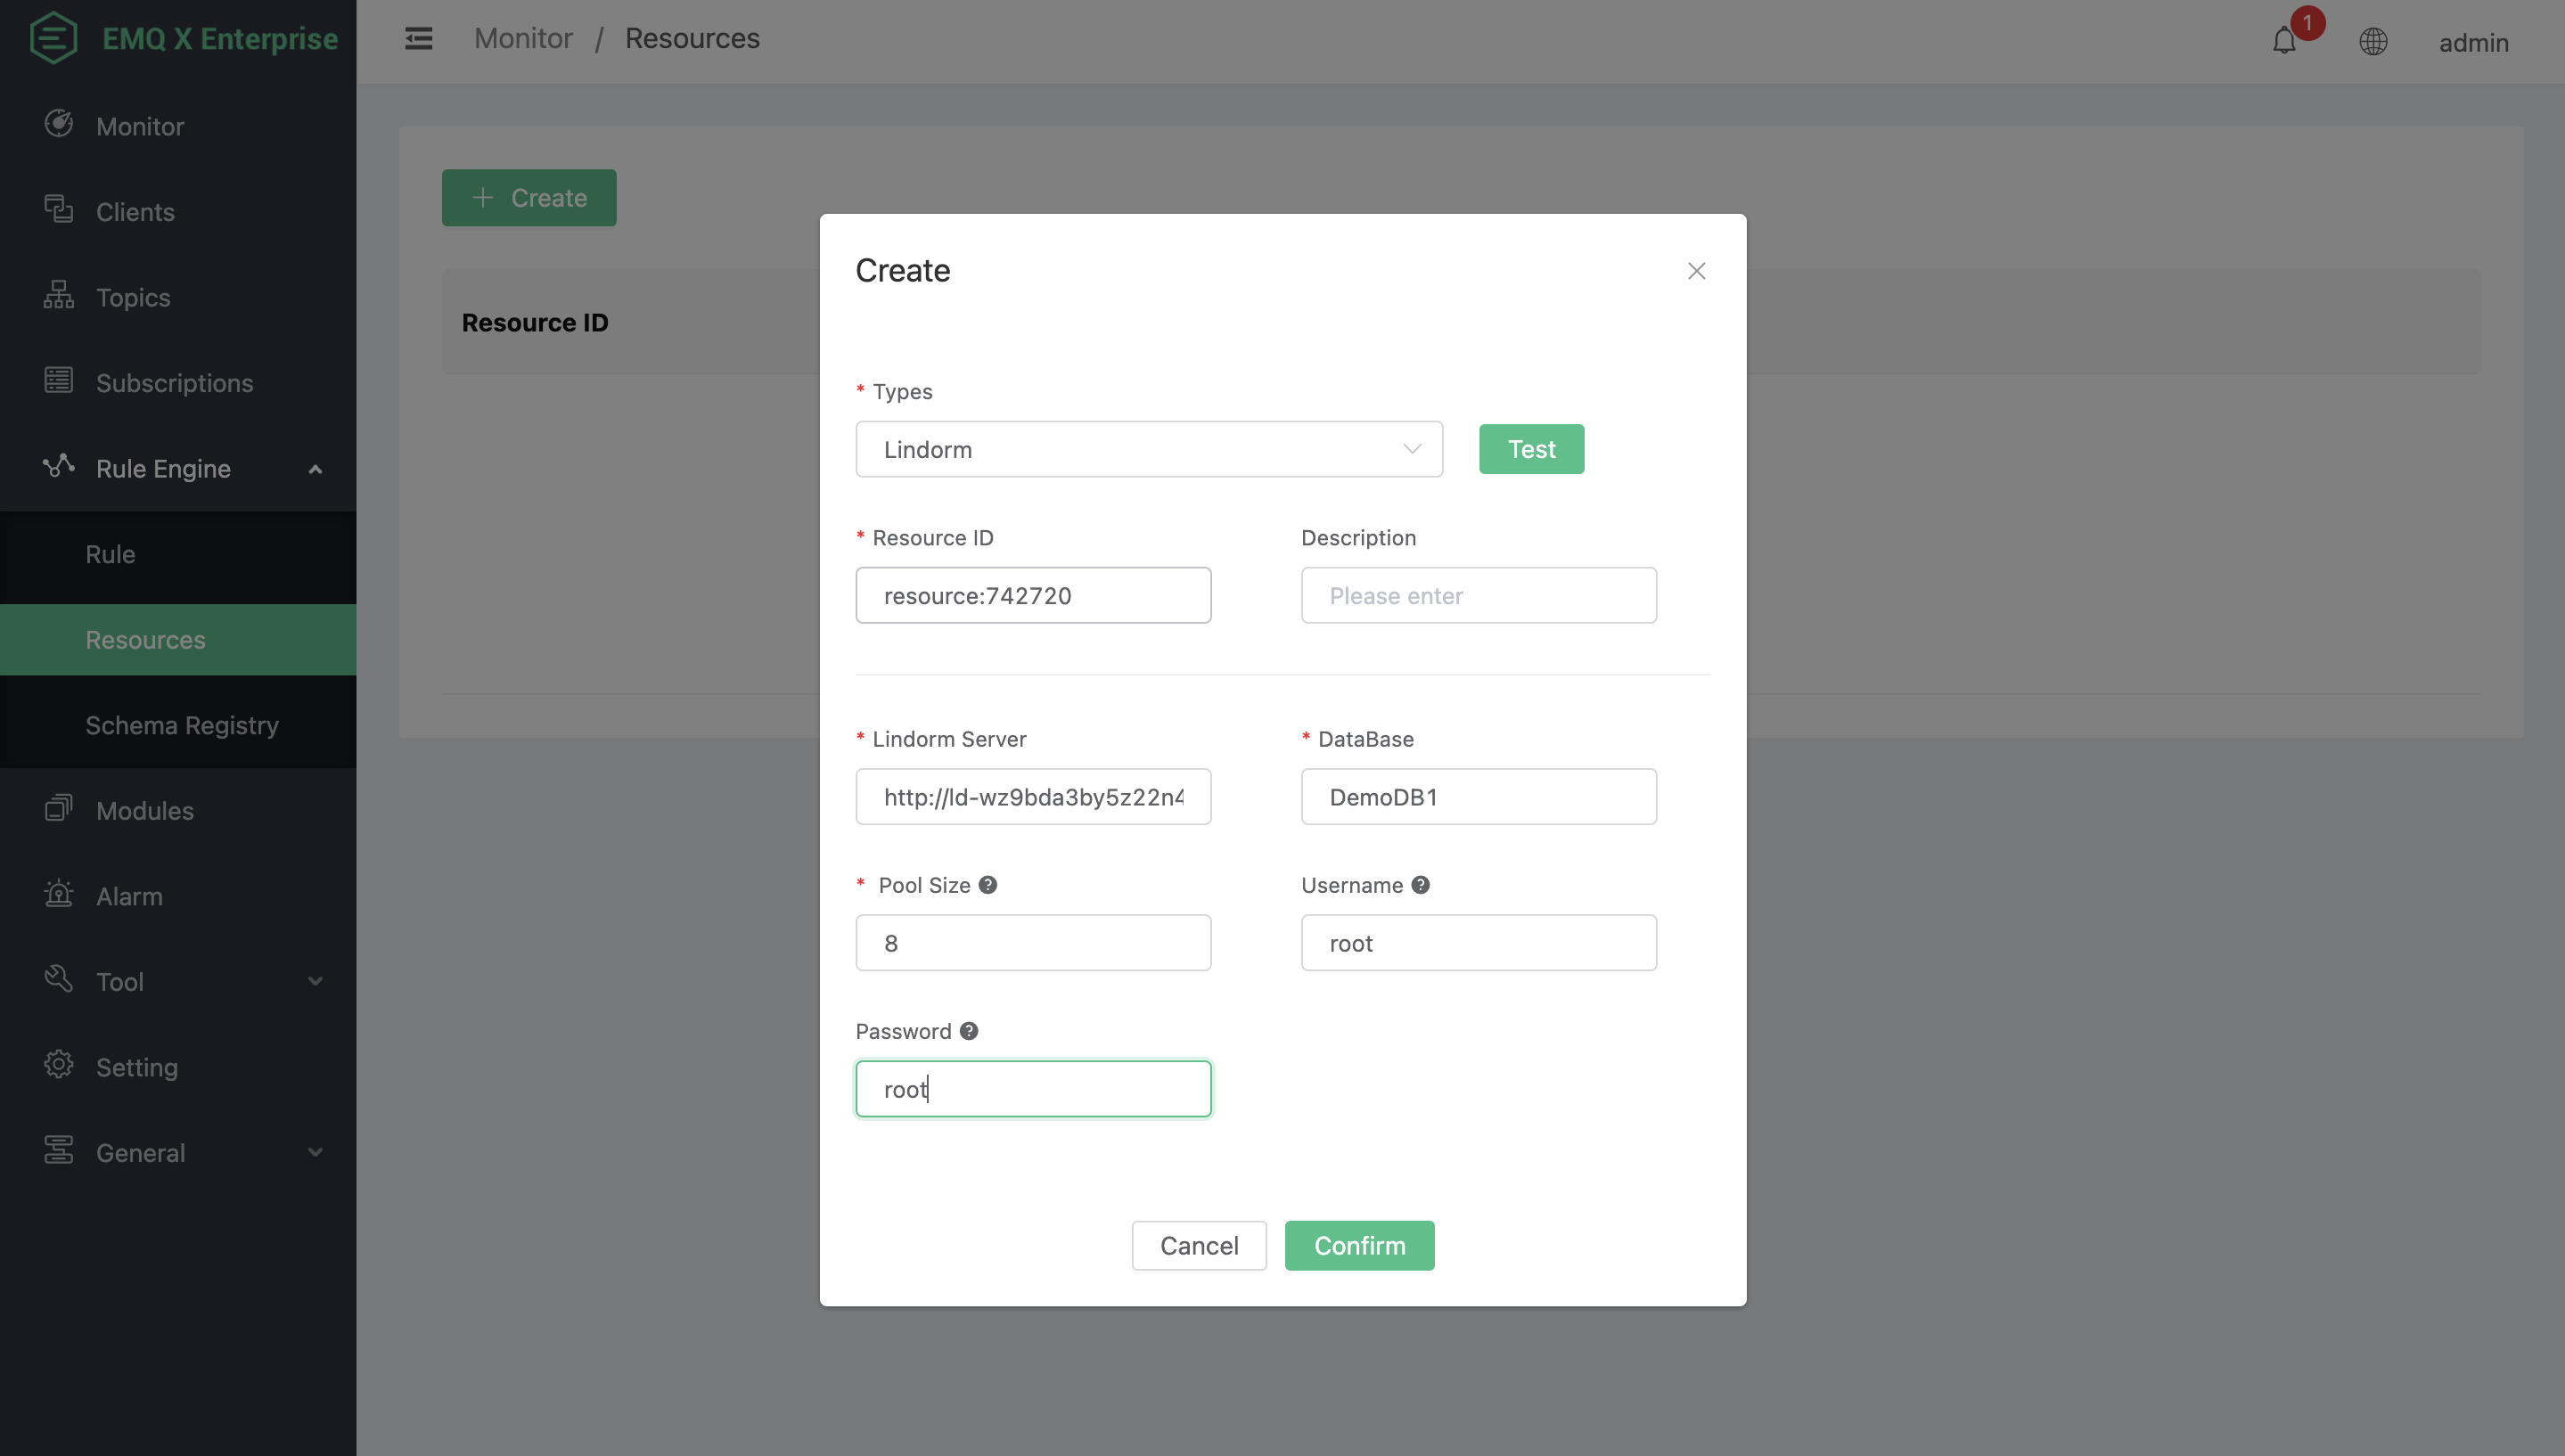 EMQ X Enterprise
Monitor / Resources
1
admin
Monitor
Clients
Topics
Subscriptions
Rule Engine
Rule
Resources
Schema Registry
Modules
Alarm
Tool
Setting
General
Create
Resource ID
Create
* Types
Lindorm
Test
* Resource ID
Description
resource:742720
Please enter
* Lindorm Server
* DataBase
http://ld-wz9bda3by5z22n4
DemoDB1
* Pool Size ?
Username ?
8
root
Password ?
root
Cancel
Confirm